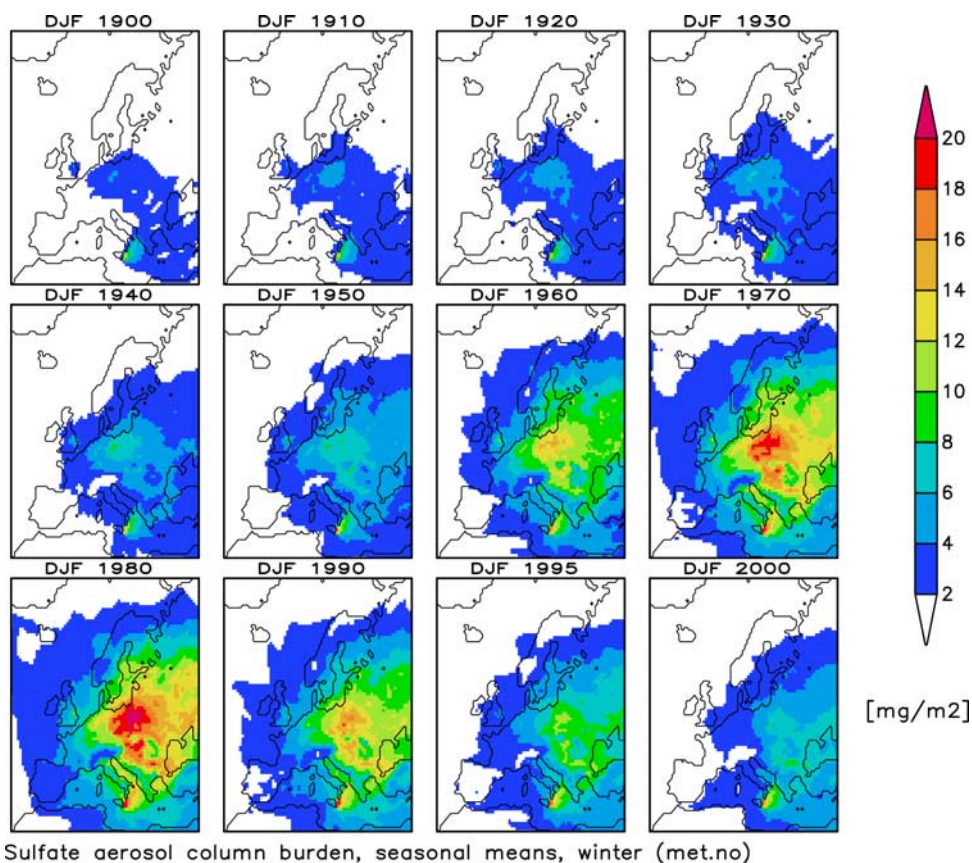 DJF 1900 DJF 1910 DJF 1920 DJF 1930
DJF 1940 DJF 1950 DJF 1960 DJF 1970
DJF 1980 DJF 1990 DJF 1995 DJF 2000
20
18
16
14
12
10
8
6
4
2
[mg/m2]
Sulfate aerosol column burden, seasonal means, winter (met.no)